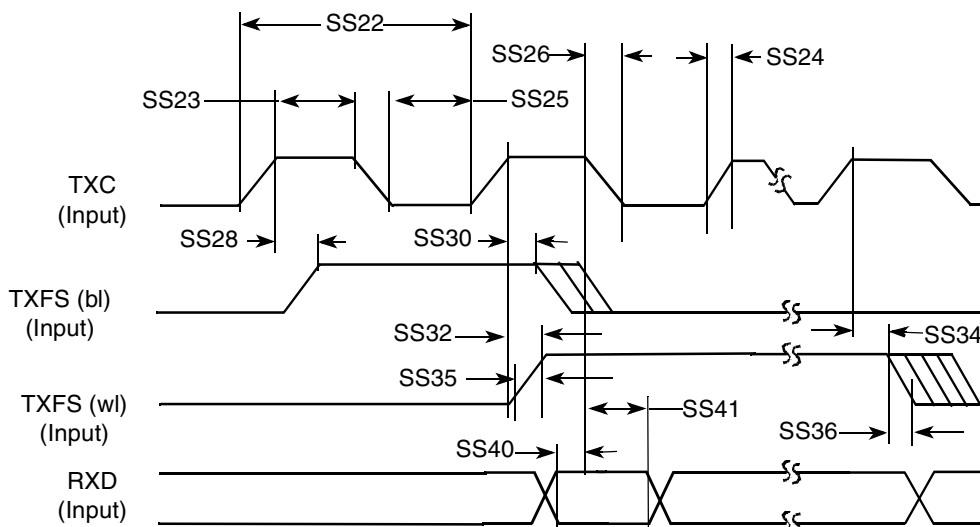 SS22
SS26
SS24
SS23
SS25
TXC
(Input)
SS28
SS30
TXFS (bl)
(Input)
SS32
SS34
SS35
TXFS (wl)
(Input)
SS41
SS36
SS40
RXD
(Input)